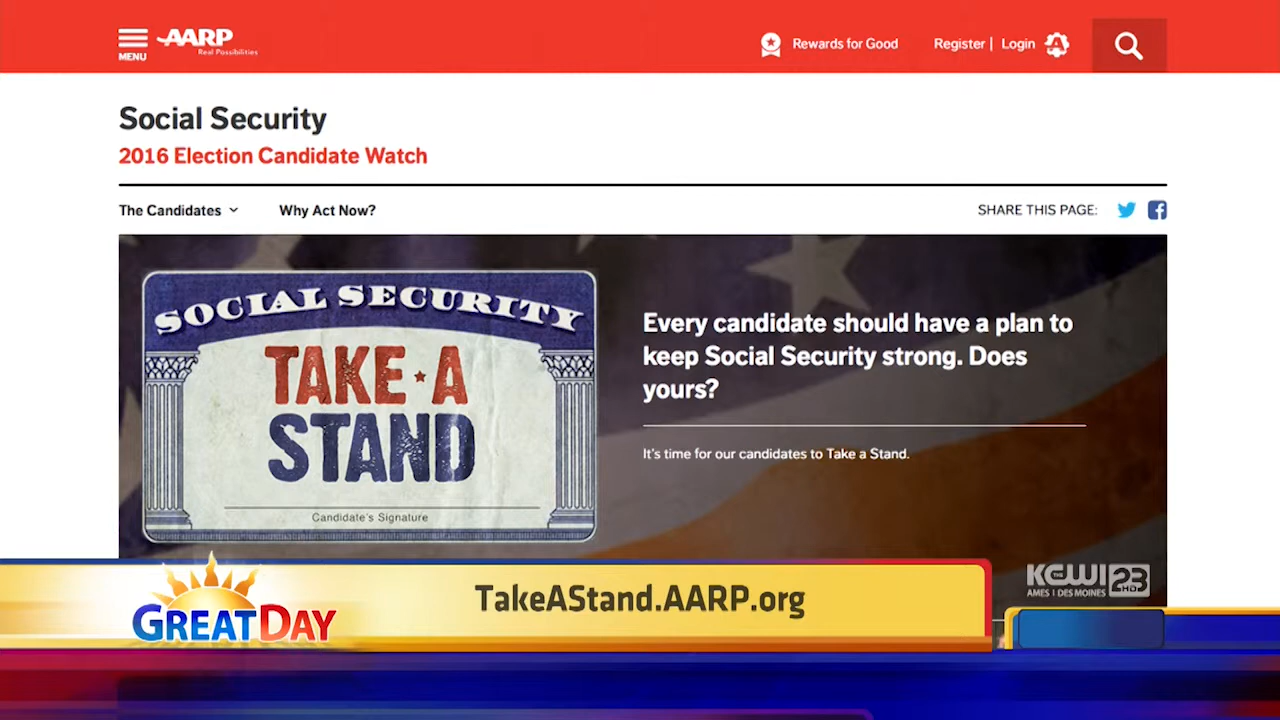 MENU
AARP
Real Possibilities
Rewards for Good
Register | Login
Social Security
2016 Election Candidate Watch
The Candidates
Why Act Now?
SHARE THIS PAGE:
SOCIAL SECURITY
TAKE A
STAND
Candidate's Signature
Every candidate should have a plan to
keep Social Security strong. Does
yours?
It's time for our candidates to Take a Stand.
GREAT DAY
TakeAStand.AARP.org
THE
KCWI 23
HD
AMES | DES MOINES